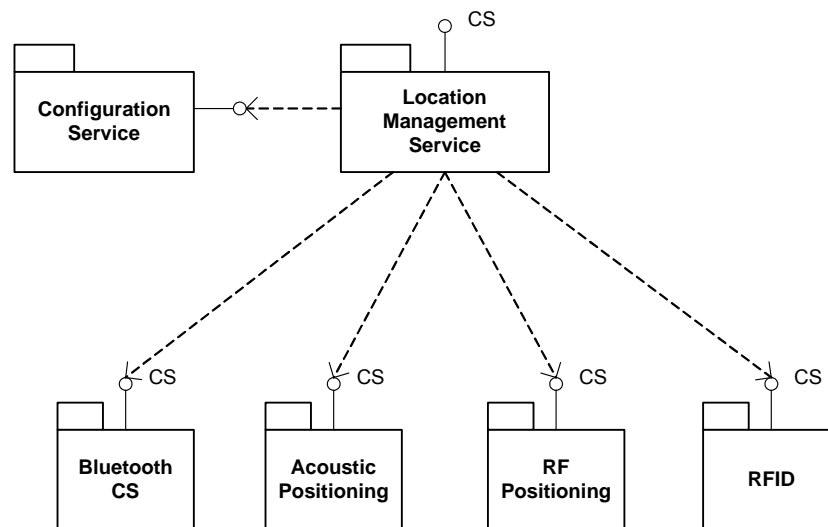 CS
Configuration
Service
Location
Management
Service
CS
CS
CS
CS
Bluetooth
CS
Acoustic
Positioning
RF
Positioning
RFID